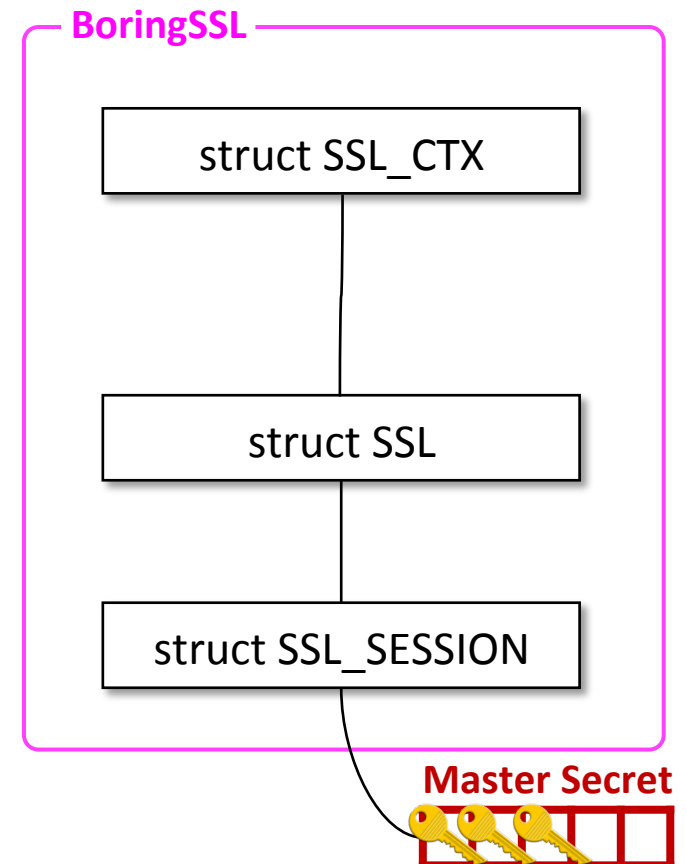 BoringSSL
struct SSL_CTX
struct SSL
struct SSL_SESSION
Master Secret